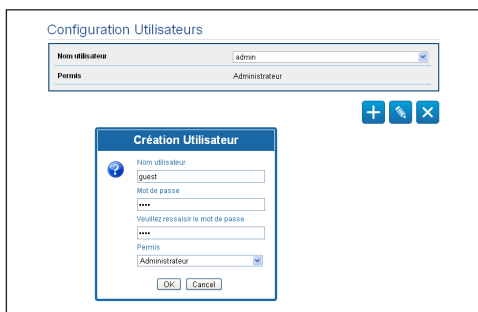 Configuration Utilisateurs
Nom utilisateur admin
Permis Administrateur
Création Utilisateur
Nom utilisateur
guest
Mot de passe
••••
Veuillez ressaisir le mot de passe
••••
Permis
Administrateur
OK Cancel